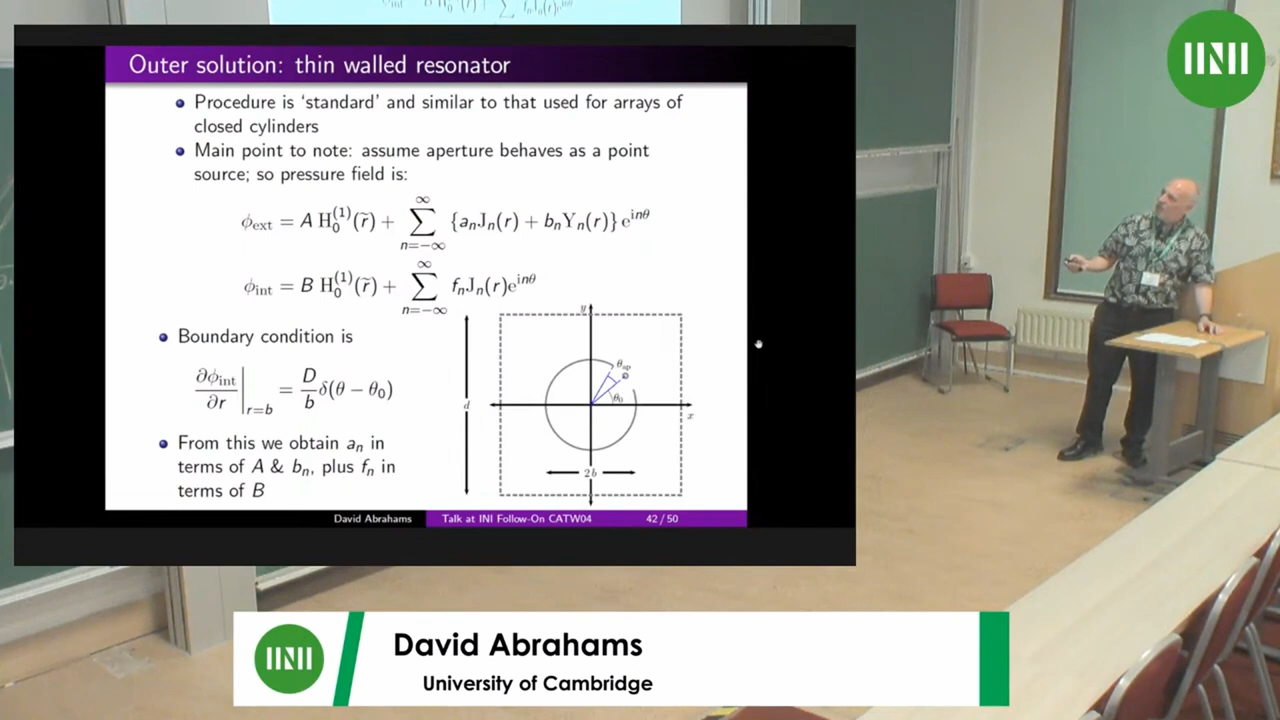 Outer solution: thin walled resonator
Procedure is 'standard' and similar to that used for arrays of
closed cylinders
Main point to note: assume aperture behaves as a point
source; so pressure field is:
ϕ_ext = A H_0^(1)(r̃) + ∑_{n=−∞}^{∞} {a_n J_n(r) + b_n Y_n(r)} e^{inθ}
ϕ_int = B H_0^(1)(r̃) + ∑_{n=−∞}^{∞} f_n J_n(r) e^{inθ}
Boundary condition is
∂ϕ_int/∂r |_{r=b} = D/b δ(θ − θ_0)
From this we obtain a_n in
terms of A & b_n, plus f_n in
terms of B
y
θ_ap
θ_0
d
x
2b
David Abrahams
Talk at INI Follow-On CATW04
42 / 50
David Abrahams
University of Cambridge